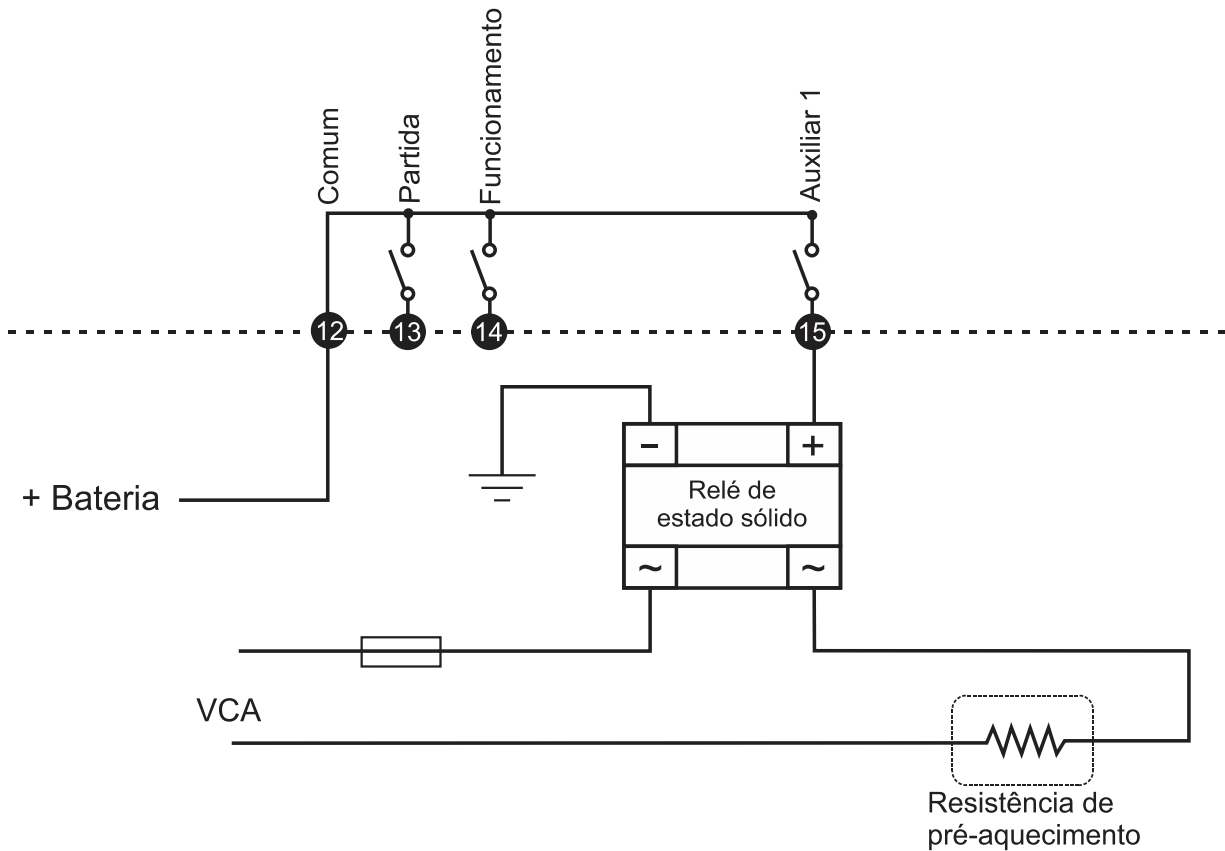 Comum
Partida
Funcionamento
Auxiliar 1
12
13
14
15
− +
Relé de
estado sólido
~ ~
+ Bateria
VCA
Resistência de
pré-aquecimento